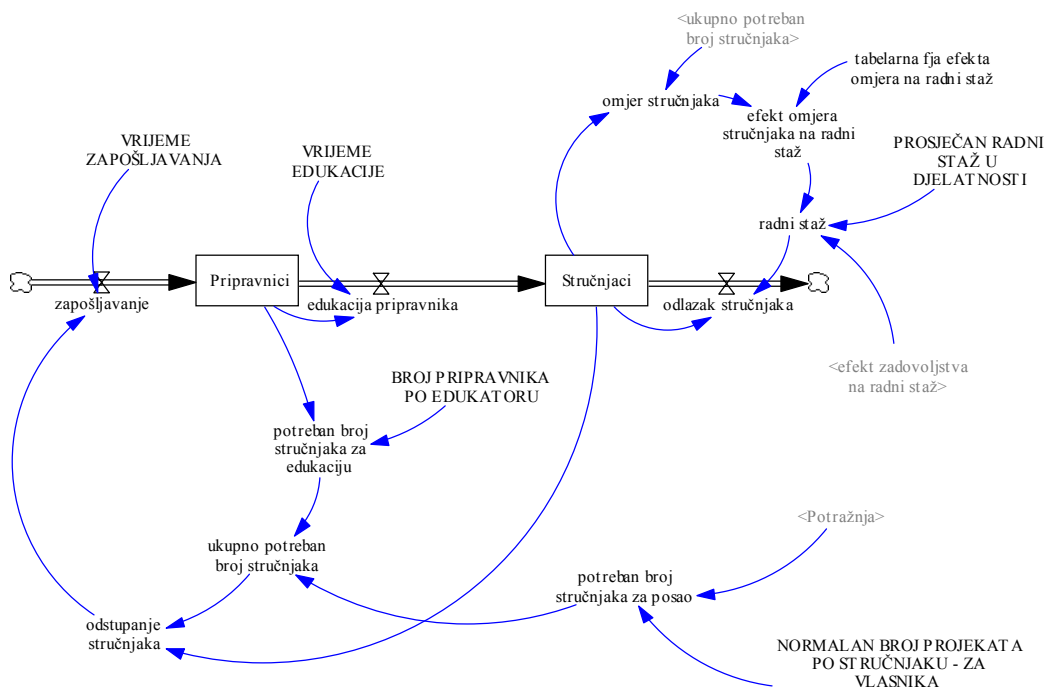 <ukupno potreban
broj stručnjaka>
tabelarna fja efekta
omjera na radni staž
omjer stručnjaka
efekt omjera
stručnjaka na radni
staž
VRIJEME
ZAPOŠLJAVANJA
VRIJEME
EDUKACIJE
PROSJEČAN RADNI
STAŽ U
DJELATNOSTI
radni staž
Pripravnici
Stručnjaci
zapošljavanje
edukacija pripravnika
odlazak stručnjaka
<efekt zadovoljstva
na radni staž>
BROJ PRIPRAVNIKA
PO EDUKATORU
potreban broj
stručnjaka za
edukaciju
<Potražnja>
ukupno potreban
broj stručnjaka
potreban broj
stručnjaka za posao
odstupanje
stručnjaka
NORMALAN BROJ PROJEKATA
PO STRUČNJAKU - ZA
VLASNIKA